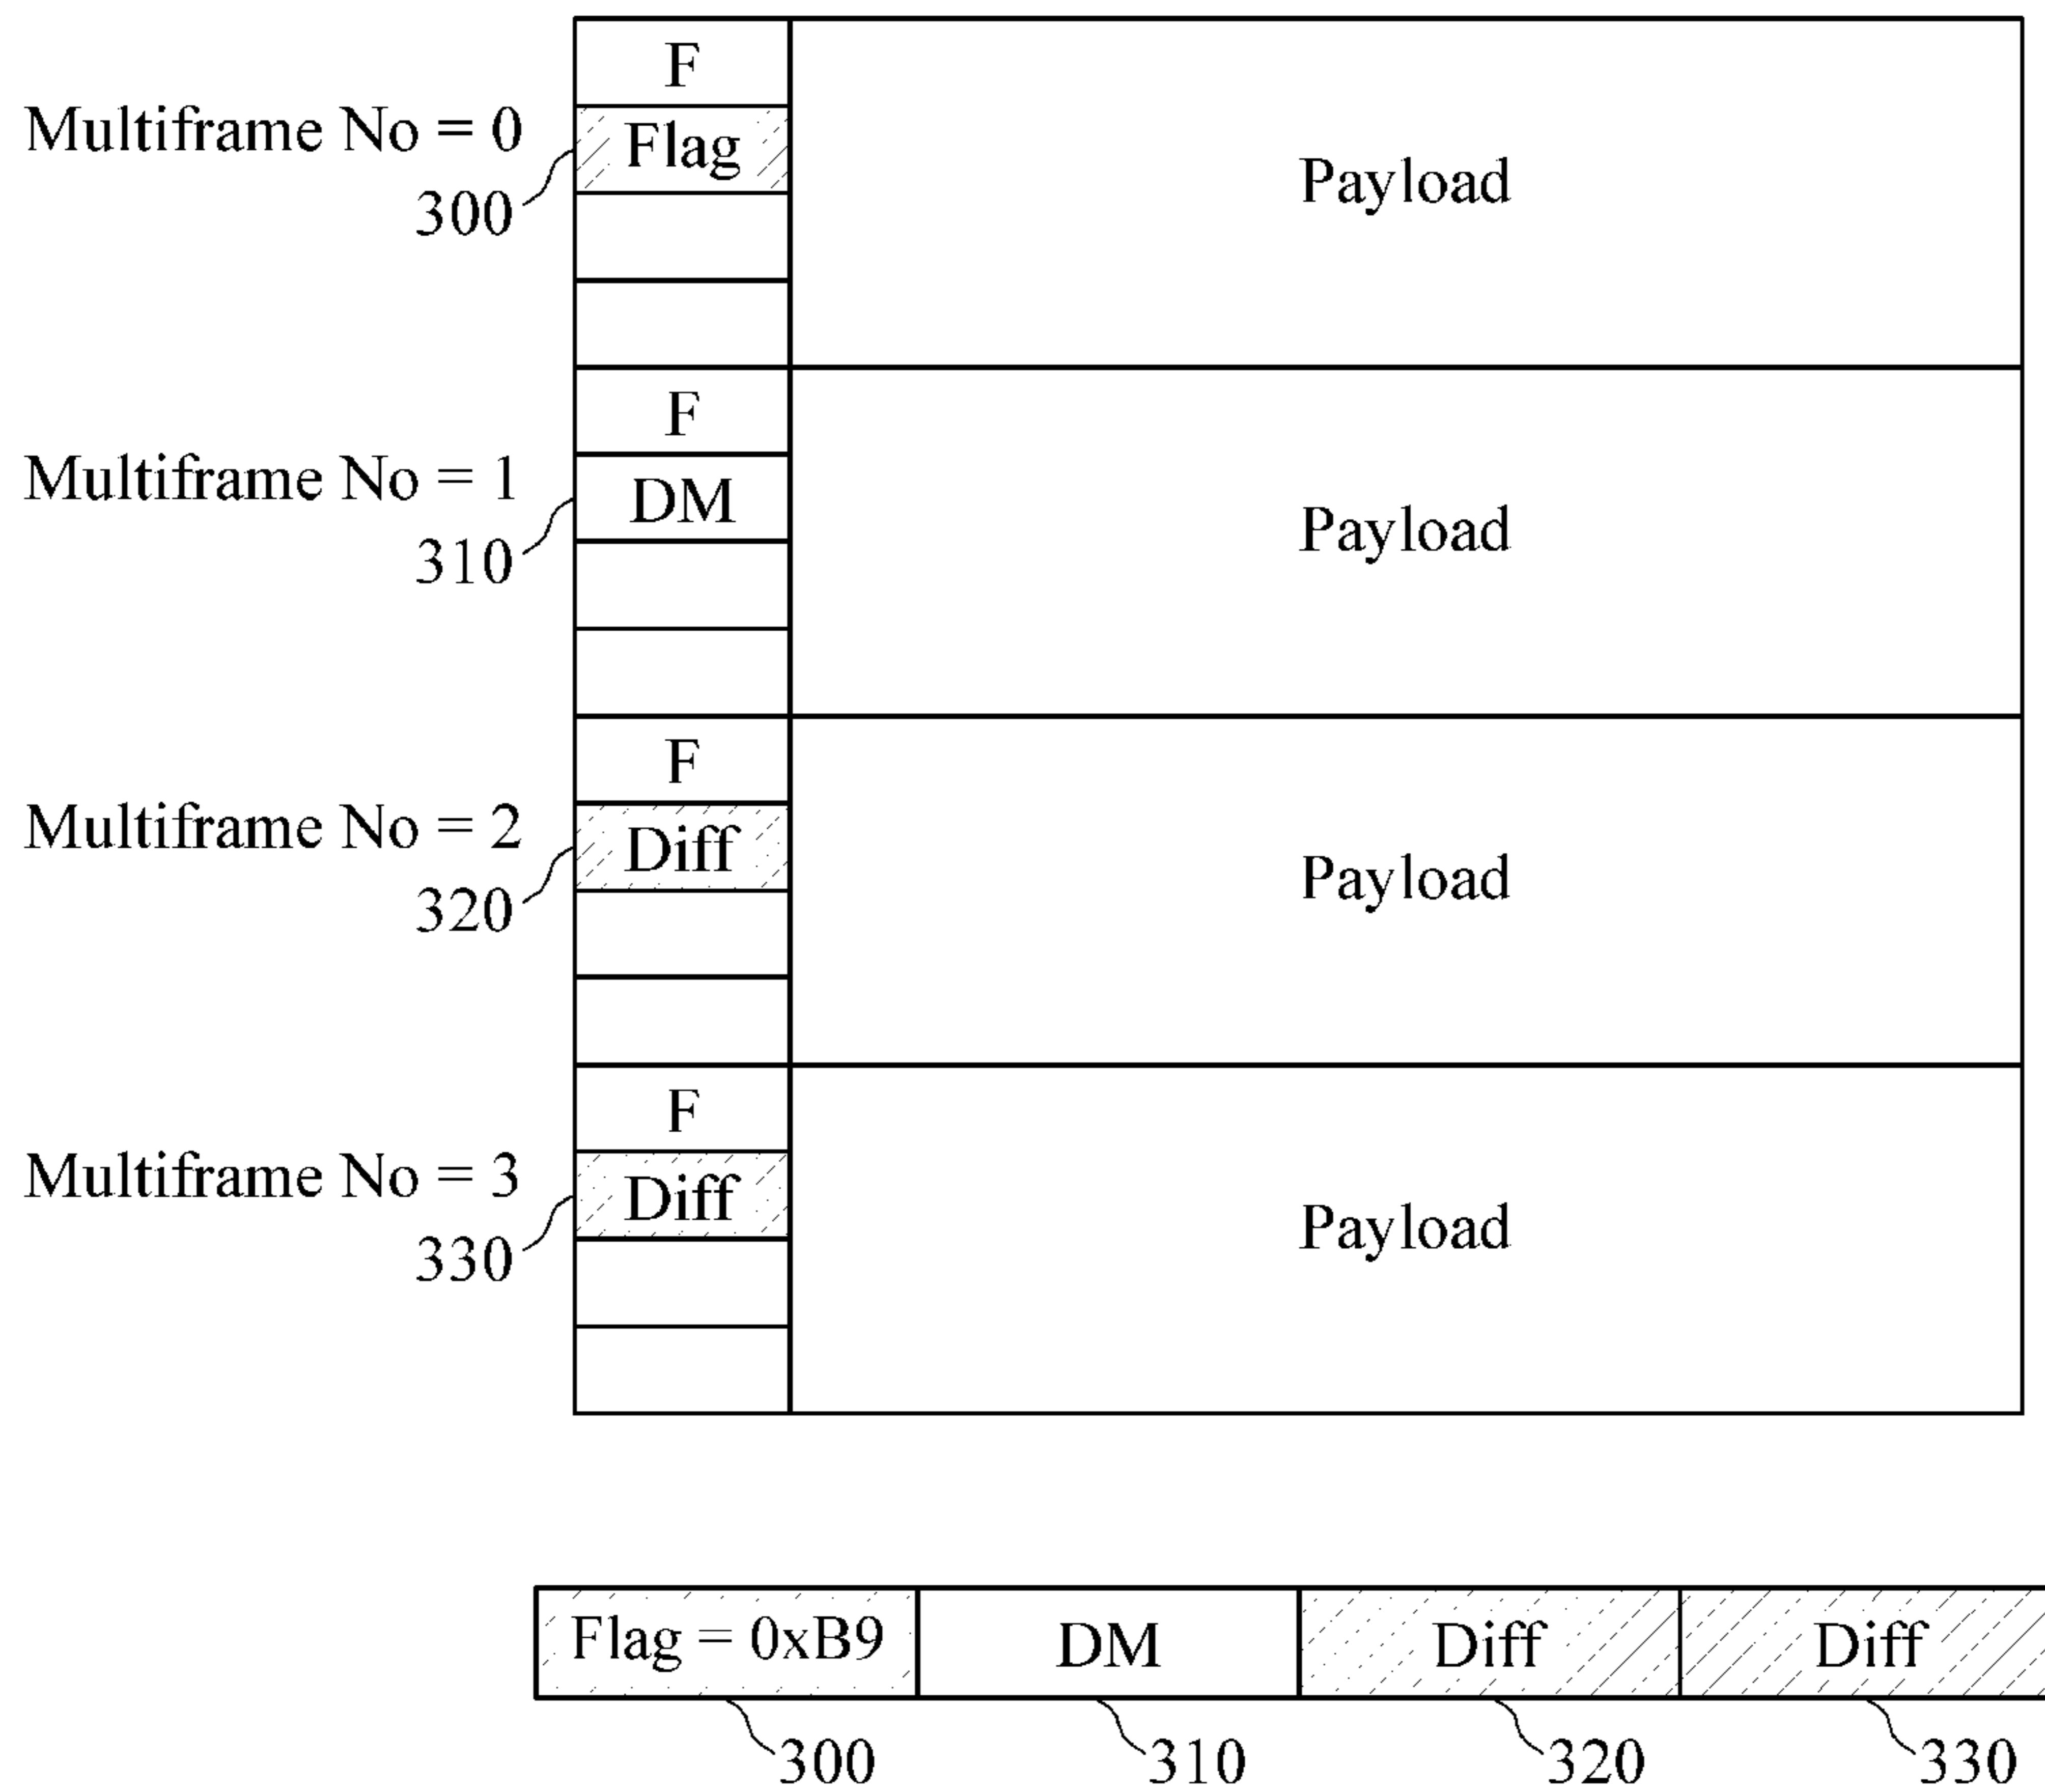 F
Multiframe No = 0
Flag
Payload
300
F
Multiframe No = 1
DM
Payload
310
F
Multiframe No = 2
Diff
Payload
320
F
Multiframe No = 3
Diff
Payload
330
Flag = 0xB9 DM Diff Diff
300 310 320 330